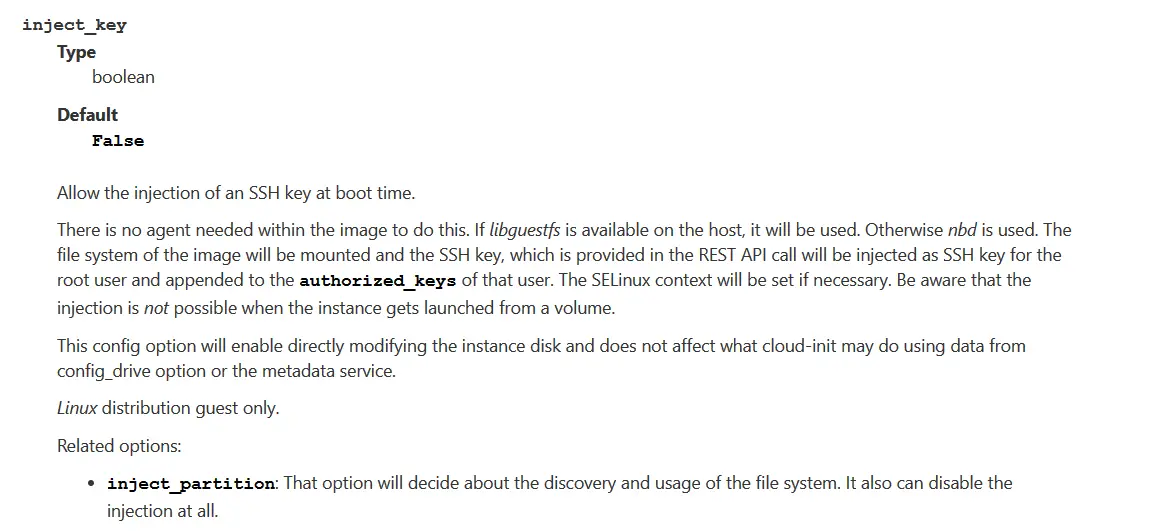 inject_key
Type
boolean
Default
False
Allow the injection of an SSH key at boot time.
There is no agent needed within the image to do this. If libguestfs is available on the host, it will be used. Otherwise nbd is used. The
file system of the image will be mounted and the SSH key, which is provided in the REST API call will be injected as SSH key for the
root user and appended to the authorized_keys of that user. The SELinux context will be set if necessary. Be aware that the
injection is not possible when the instance gets launched from a volume.
This config option will enable directly modifying the instance disk and does not affect what cloud-init may do using data from
config_drive option or the metadata service.
Linux distribution guest only.
Related options:
• inject_partition: That option will decide about the discovery and usage of the file system. It also can disable the
injection at all.